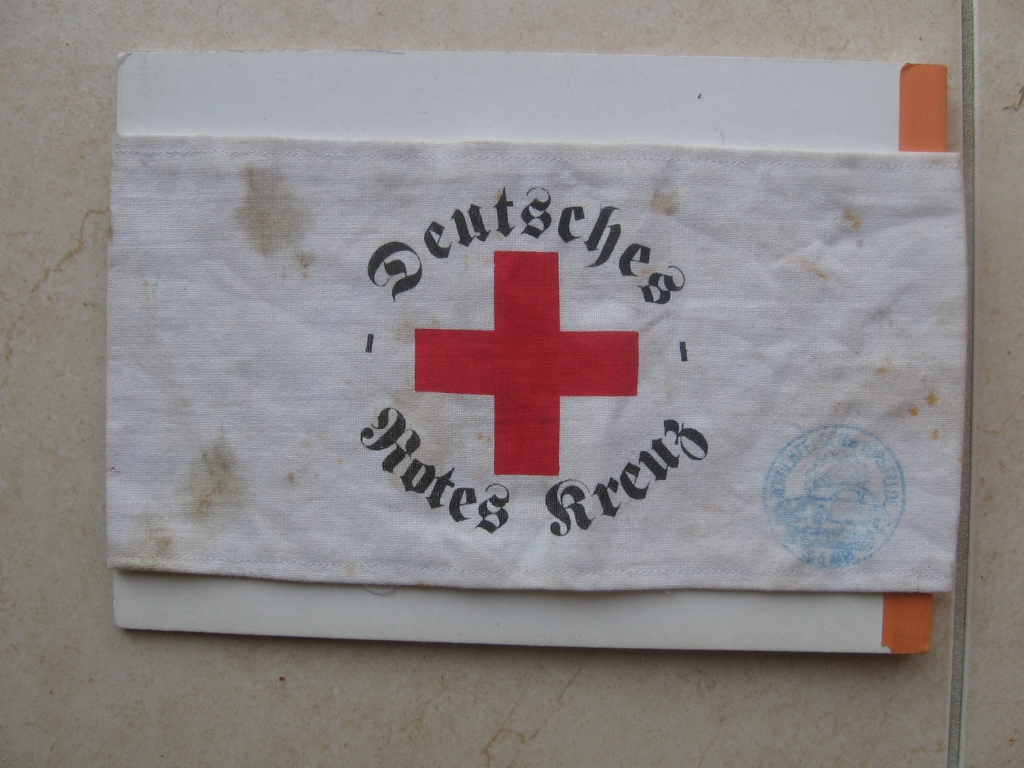 Deutsches
- -
Rotes Kreuz